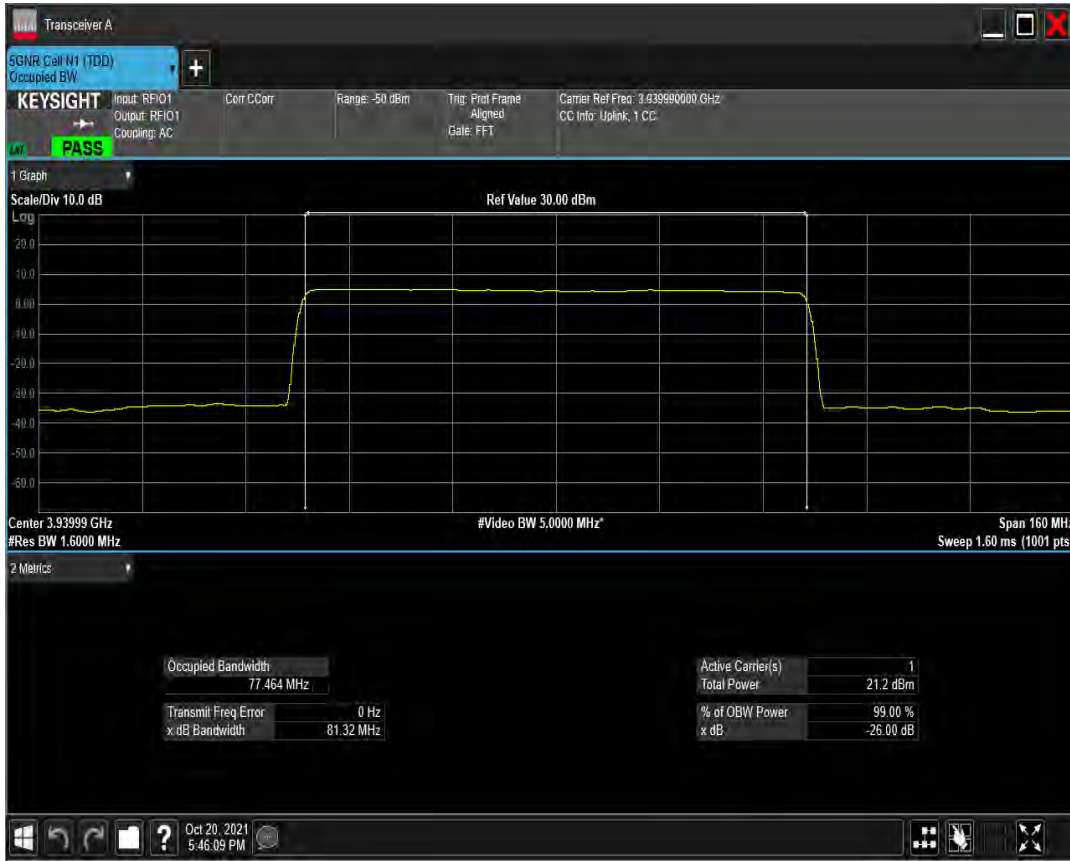 Transceiver A
5GNR Cell N1 (TDD)
Occupied BW
+
KEYSIGHT
Input: RFIO1
Output: RFIO1
Coupling: AC
Corr CCorr
Range: -50 dBm
Trig: Prot Frame
Aligned
Gate: FFT
Carrier Ref Freq: 3.939990000 GHz
CC Info: Uplink, 1 CC
PASS
1 Graph
Scale/Div 10.0 dB
Ref Value 30.00 dBm
Log
20.0
10.0
0.00
-10.0
-20.0
-30.0
-40.0
-50.0
-60.0
Center 3.93999 GHz
#Video BW 5.0000 MHz*
Span 160 MHz
#Res BW 1.6000 MHz
Sweep 1.60 ms (1001 pts
2 Metrics
Occupied Bandwidth
77.464 MHz
Transmit Freq Error 0 Hz
x dB Bandwidth 81.32 MHz
Active Carrier(s) 1
Total Power 21.2 dBm
% of OBW Power 99.00 %
x dB -26.00 dB
?
Oct 20, 2021
5:46:09 PM